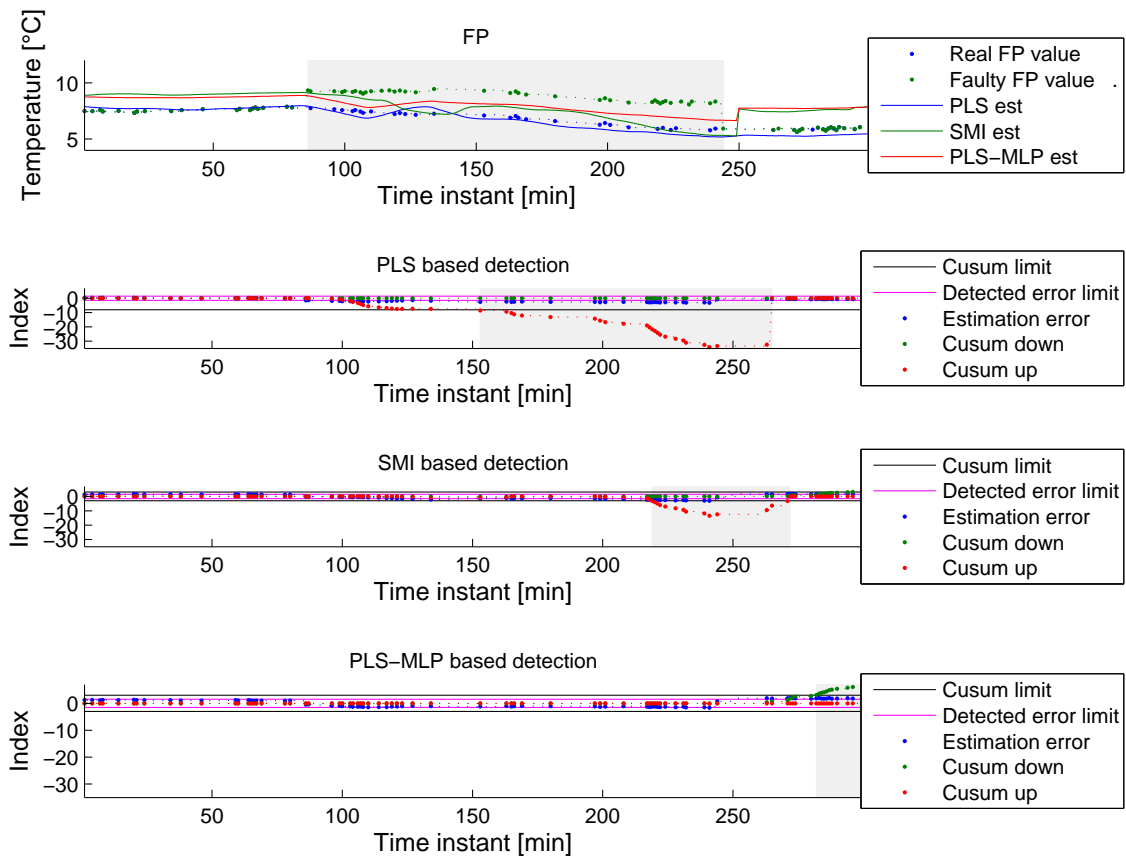 FP
Temperature [°C]
10
5
50
100
150
200
250
Time instant [min]
Real FP value
Faulty FP value .
PLS est
SMI est
PLS−MLP est
PLS based detection
Index
0
−10
−20
−30
50
100
150
200
250
Time instant [min]
Cusum limit
Detected error limit
Estimation error
Cusum down
Cusum up
SMI based detection
Index
0
−10
−20
−30
50
100
150
200
250
Time instant [min]
Cusum limit
Detected error limit
Estimation error
Cusum down
Cusum up
PLS−MLP based detection
Index
0
−10
−20
−30
50
100
150
200
250
Time instant [min]
Cusum limit
Detected error limit
Estimation error
Cusum down
Cusum up